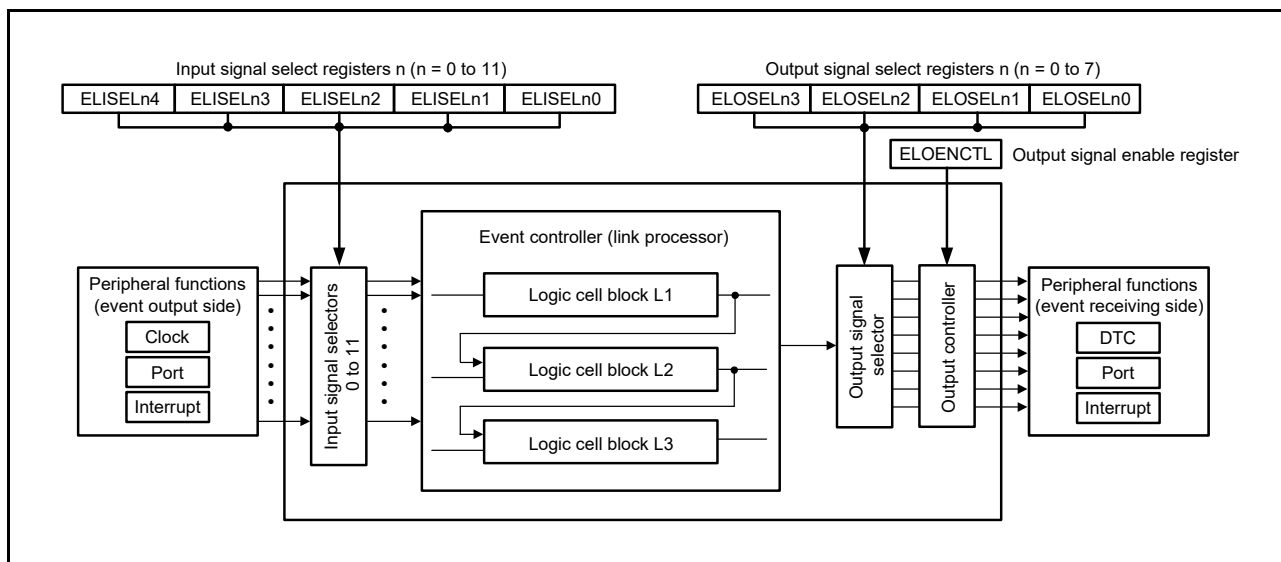 Input signal select registers n (n = 0 to 11)
ELISELn4 ELISELn3 ELISELn2 ELISELn1 ELISELn0
Output signal select registers n (n = 0 to 7)
ELOSELn3 ELOSELn2 ELOSELn1 ELOSELn0
ELOENCTL Output signal enable register
Peripheral functions
(event output side)
Clock
Port
Interrupt
Input signal selectors
0 to 11
Event controller (link processor)
Logic cell block L1
Logic cell block L2
Logic cell block L3
Output signal
selector
Output controller
Peripheral functions
(event receiving side)
DTC
Port
Interrupt